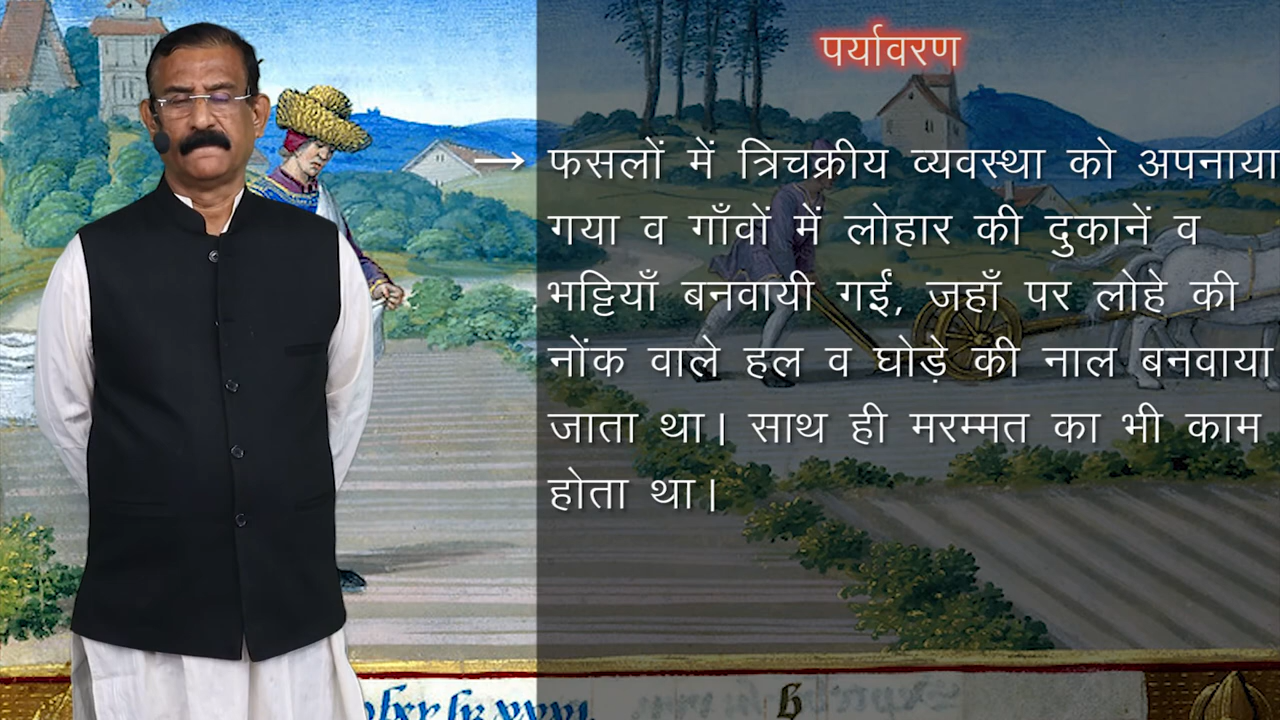 पर्यावरण
→ फसलों में त्रिचक्रीय व्यवस्था को अपनाया
गया व गाँवों में लोहार की दुकानें व
भट्टियाँ बनवायी गईं, जहाँ पर लोहे की
नोंक वाले हल व घोड़े की नाल बनवाया
जाता था। साथ ही मरम्मत का भी काम
होता था।